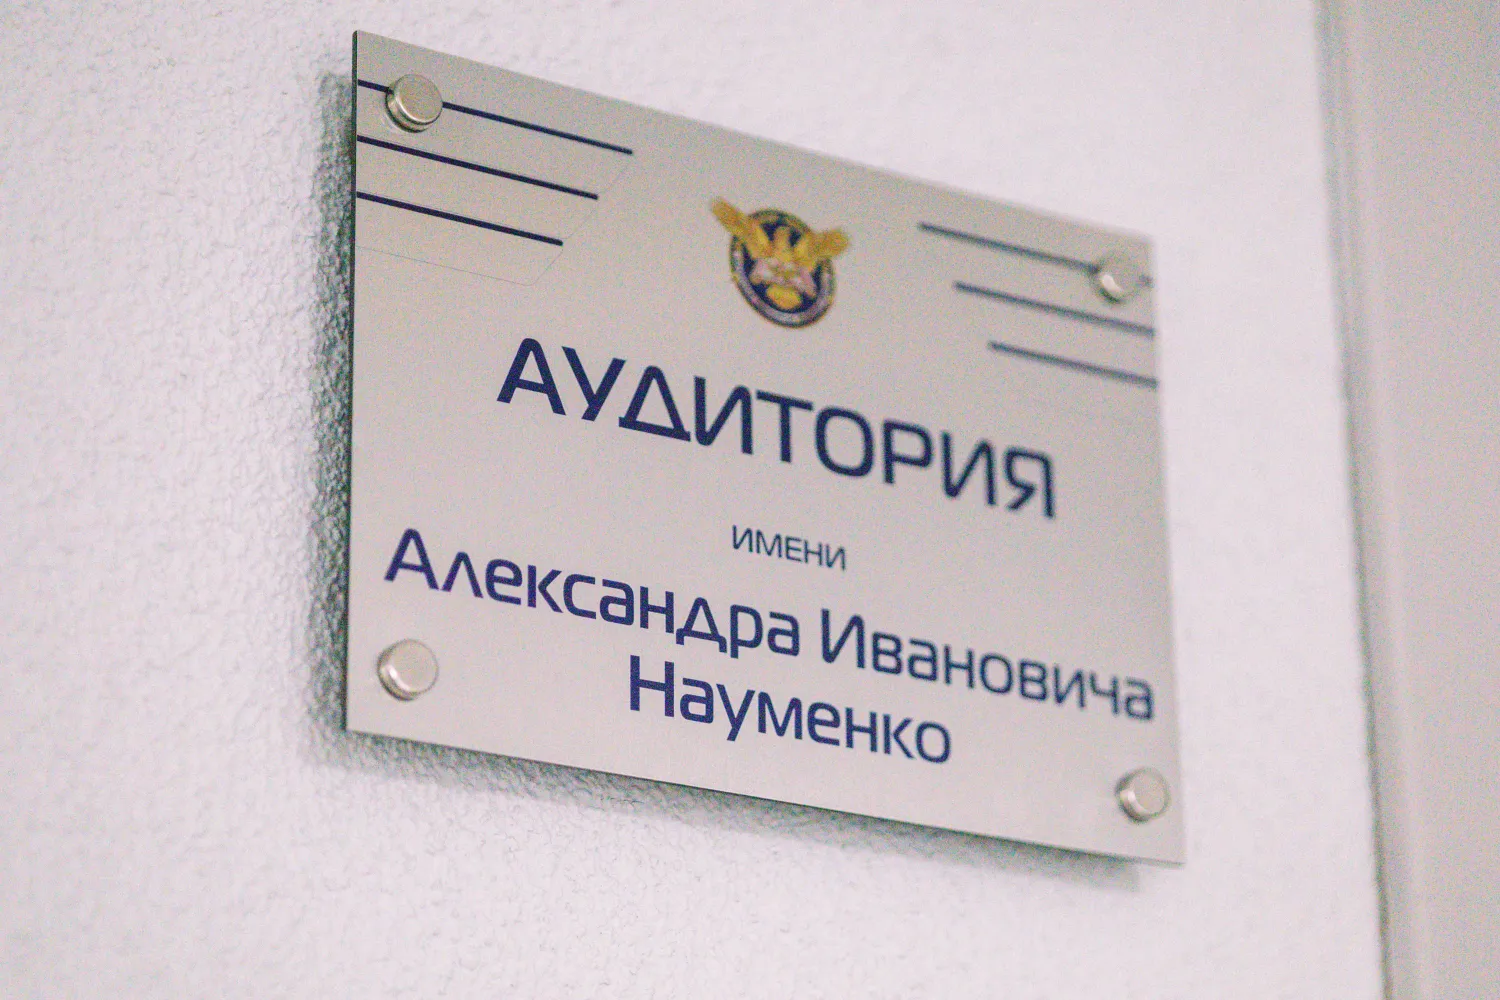 АУДИТОРИЯ
ИМЕНИ
Александра Ивановича
Науменко